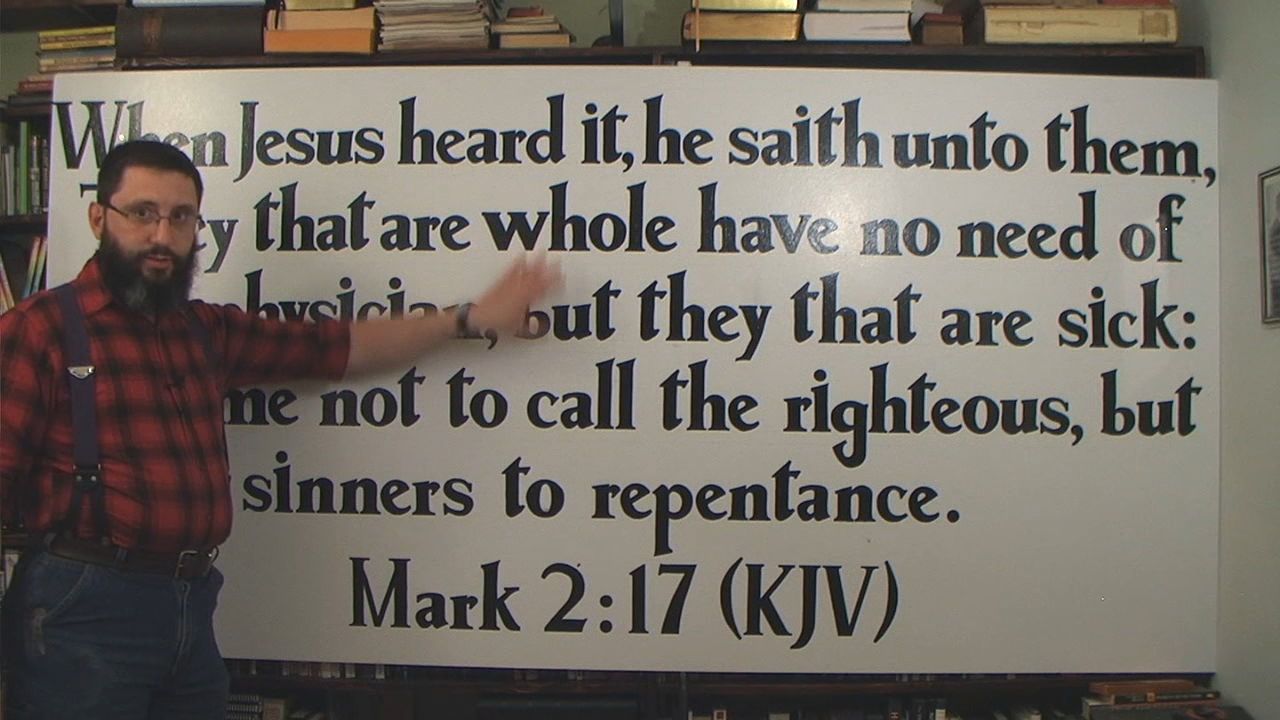 When Jesus heard it, he saith unto them,
that are whole have no need of
physician, but they that are sick:
not to call the righteous, but
sinners to repentance.
Mark 2:17 (KJV)